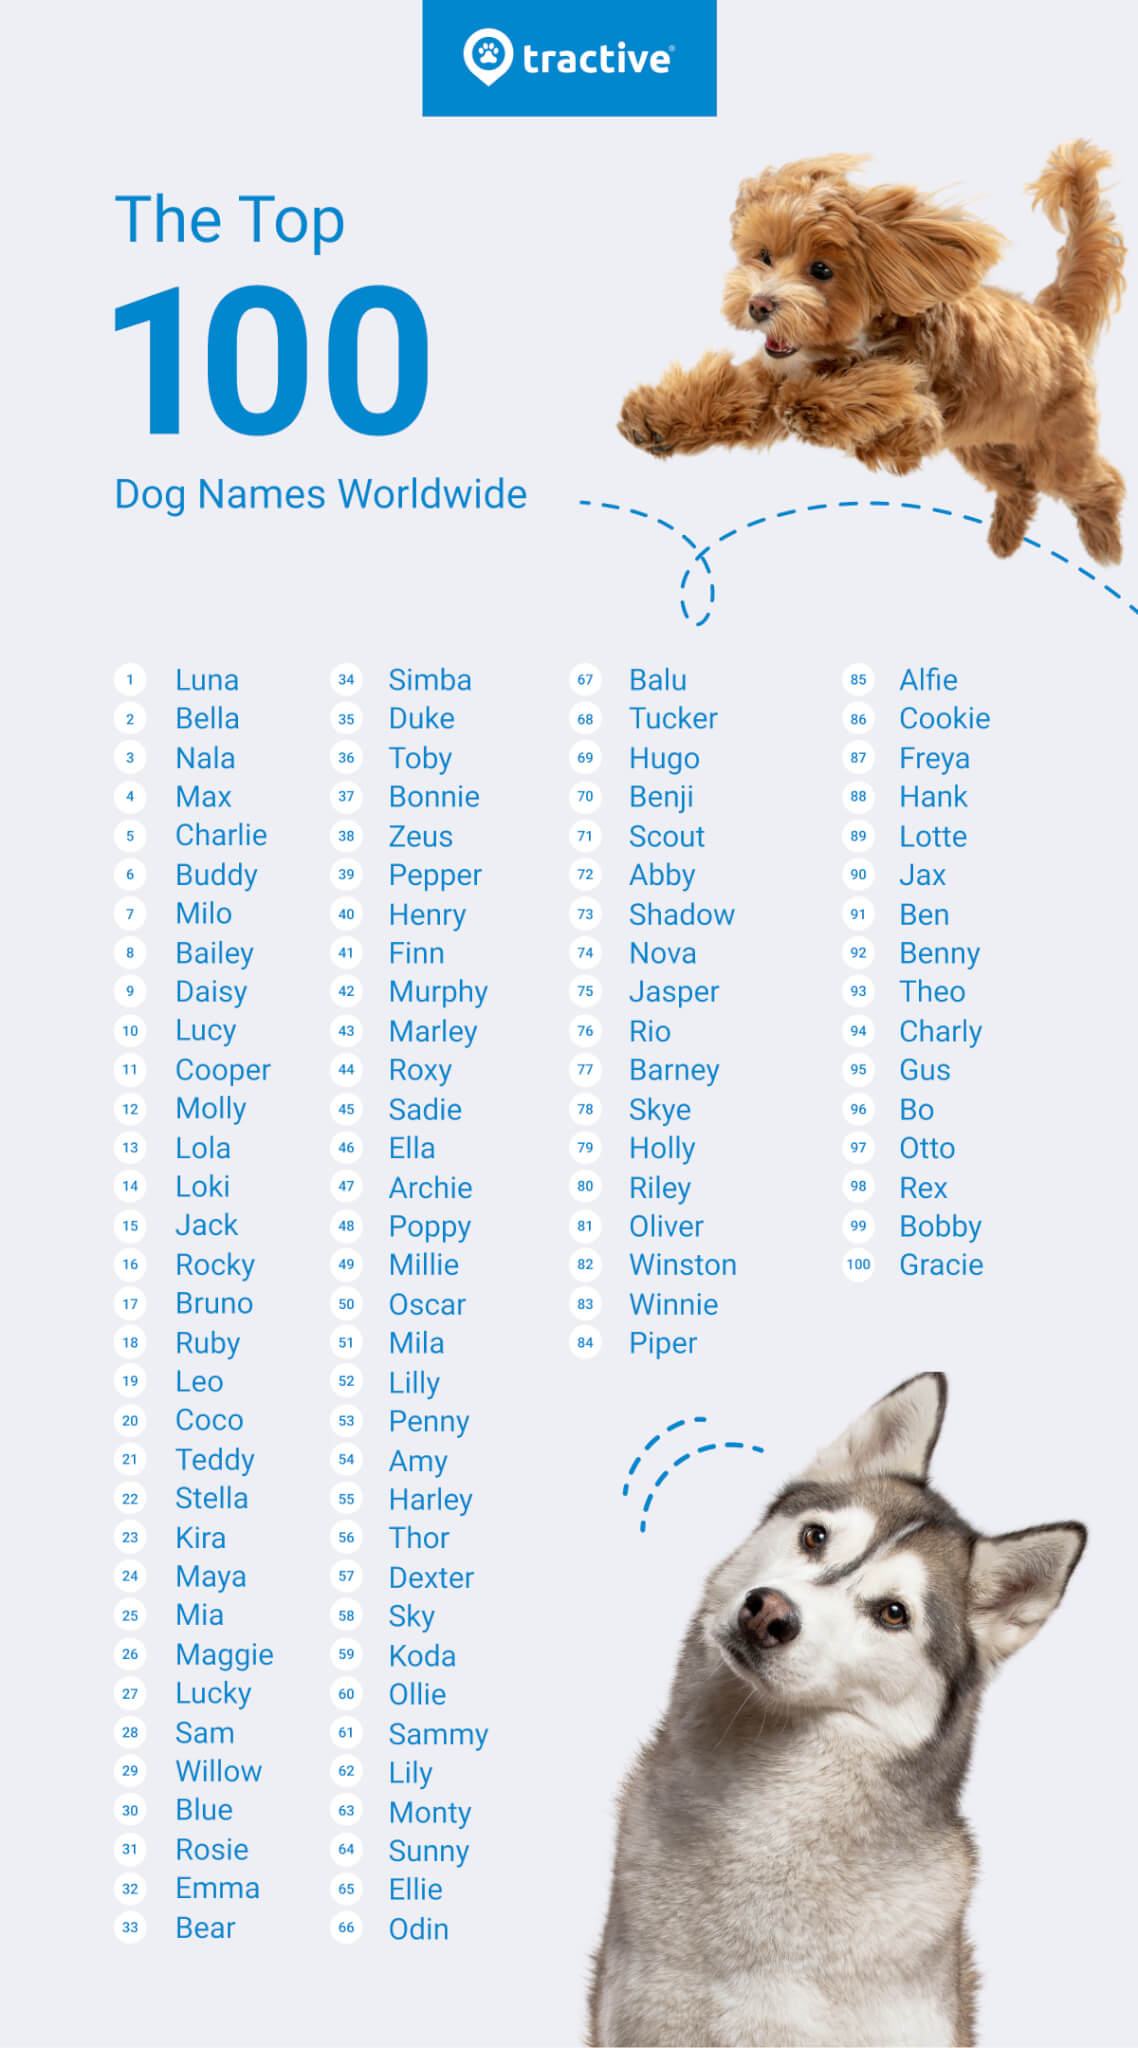 tractive®
The Top
100
Dog Names Worldwide
1 Luna
2 Bella
3 Nala
4 Max
5 Charlie
6 Buddy
7 Milo
8 Bailey
9 Daisy
10 Lucy
11 Cooper
12 Molly
13 Lola
14 Loki
15 Jack
16 Rocky
17 Bruno
18 Ruby
19 Leo
20 Coco
21 Teddy
22 Stella
23 Kira
24 Maya
25 Mia
26 Maggie
27 Lucky
28 Sam
29 Willow
30 Blue
31 Rosie
32 Emma
33 Bear
34 Simba
35 Duke
36 Toby
37 Bonnie
38 Zeus
39 Pepper
40 Henry
41 Finn
42 Murphy
43 Marley
44 Roxy
45 Sadie
46 Ella
47 Archie
48 Poppy
49 Millie
50 Oscar
51 Mila
52 Lilly
53 Penny
54 Amy
55 Harley
56 Thor
57 Dexter
58 Sky
59 Koda
60 Ollie
61 Sammy
62 Lily
63 Monty
64 Sunny
65 Ellie
66 Odin
67 Balu
68 Tucker
69 Hugo
70 Benji
71 Scout
72 Abby
73 Shadow
74 Nova
75 Jasper
76 Rio
77 Barney
78 Skye
79 Holly
80 Riley
81 Oliver
82 Winston
83 Winnie
84 Piper
85 Alfie
86 Cookie
87 Freya
88 Hank
89 Lotte
90 Jax
91 Ben
92 Benny
93 Theo
94 Charly
95 Gus
96 Bo
97 Otto
98 Rex
99 Bobby
100 Gracie